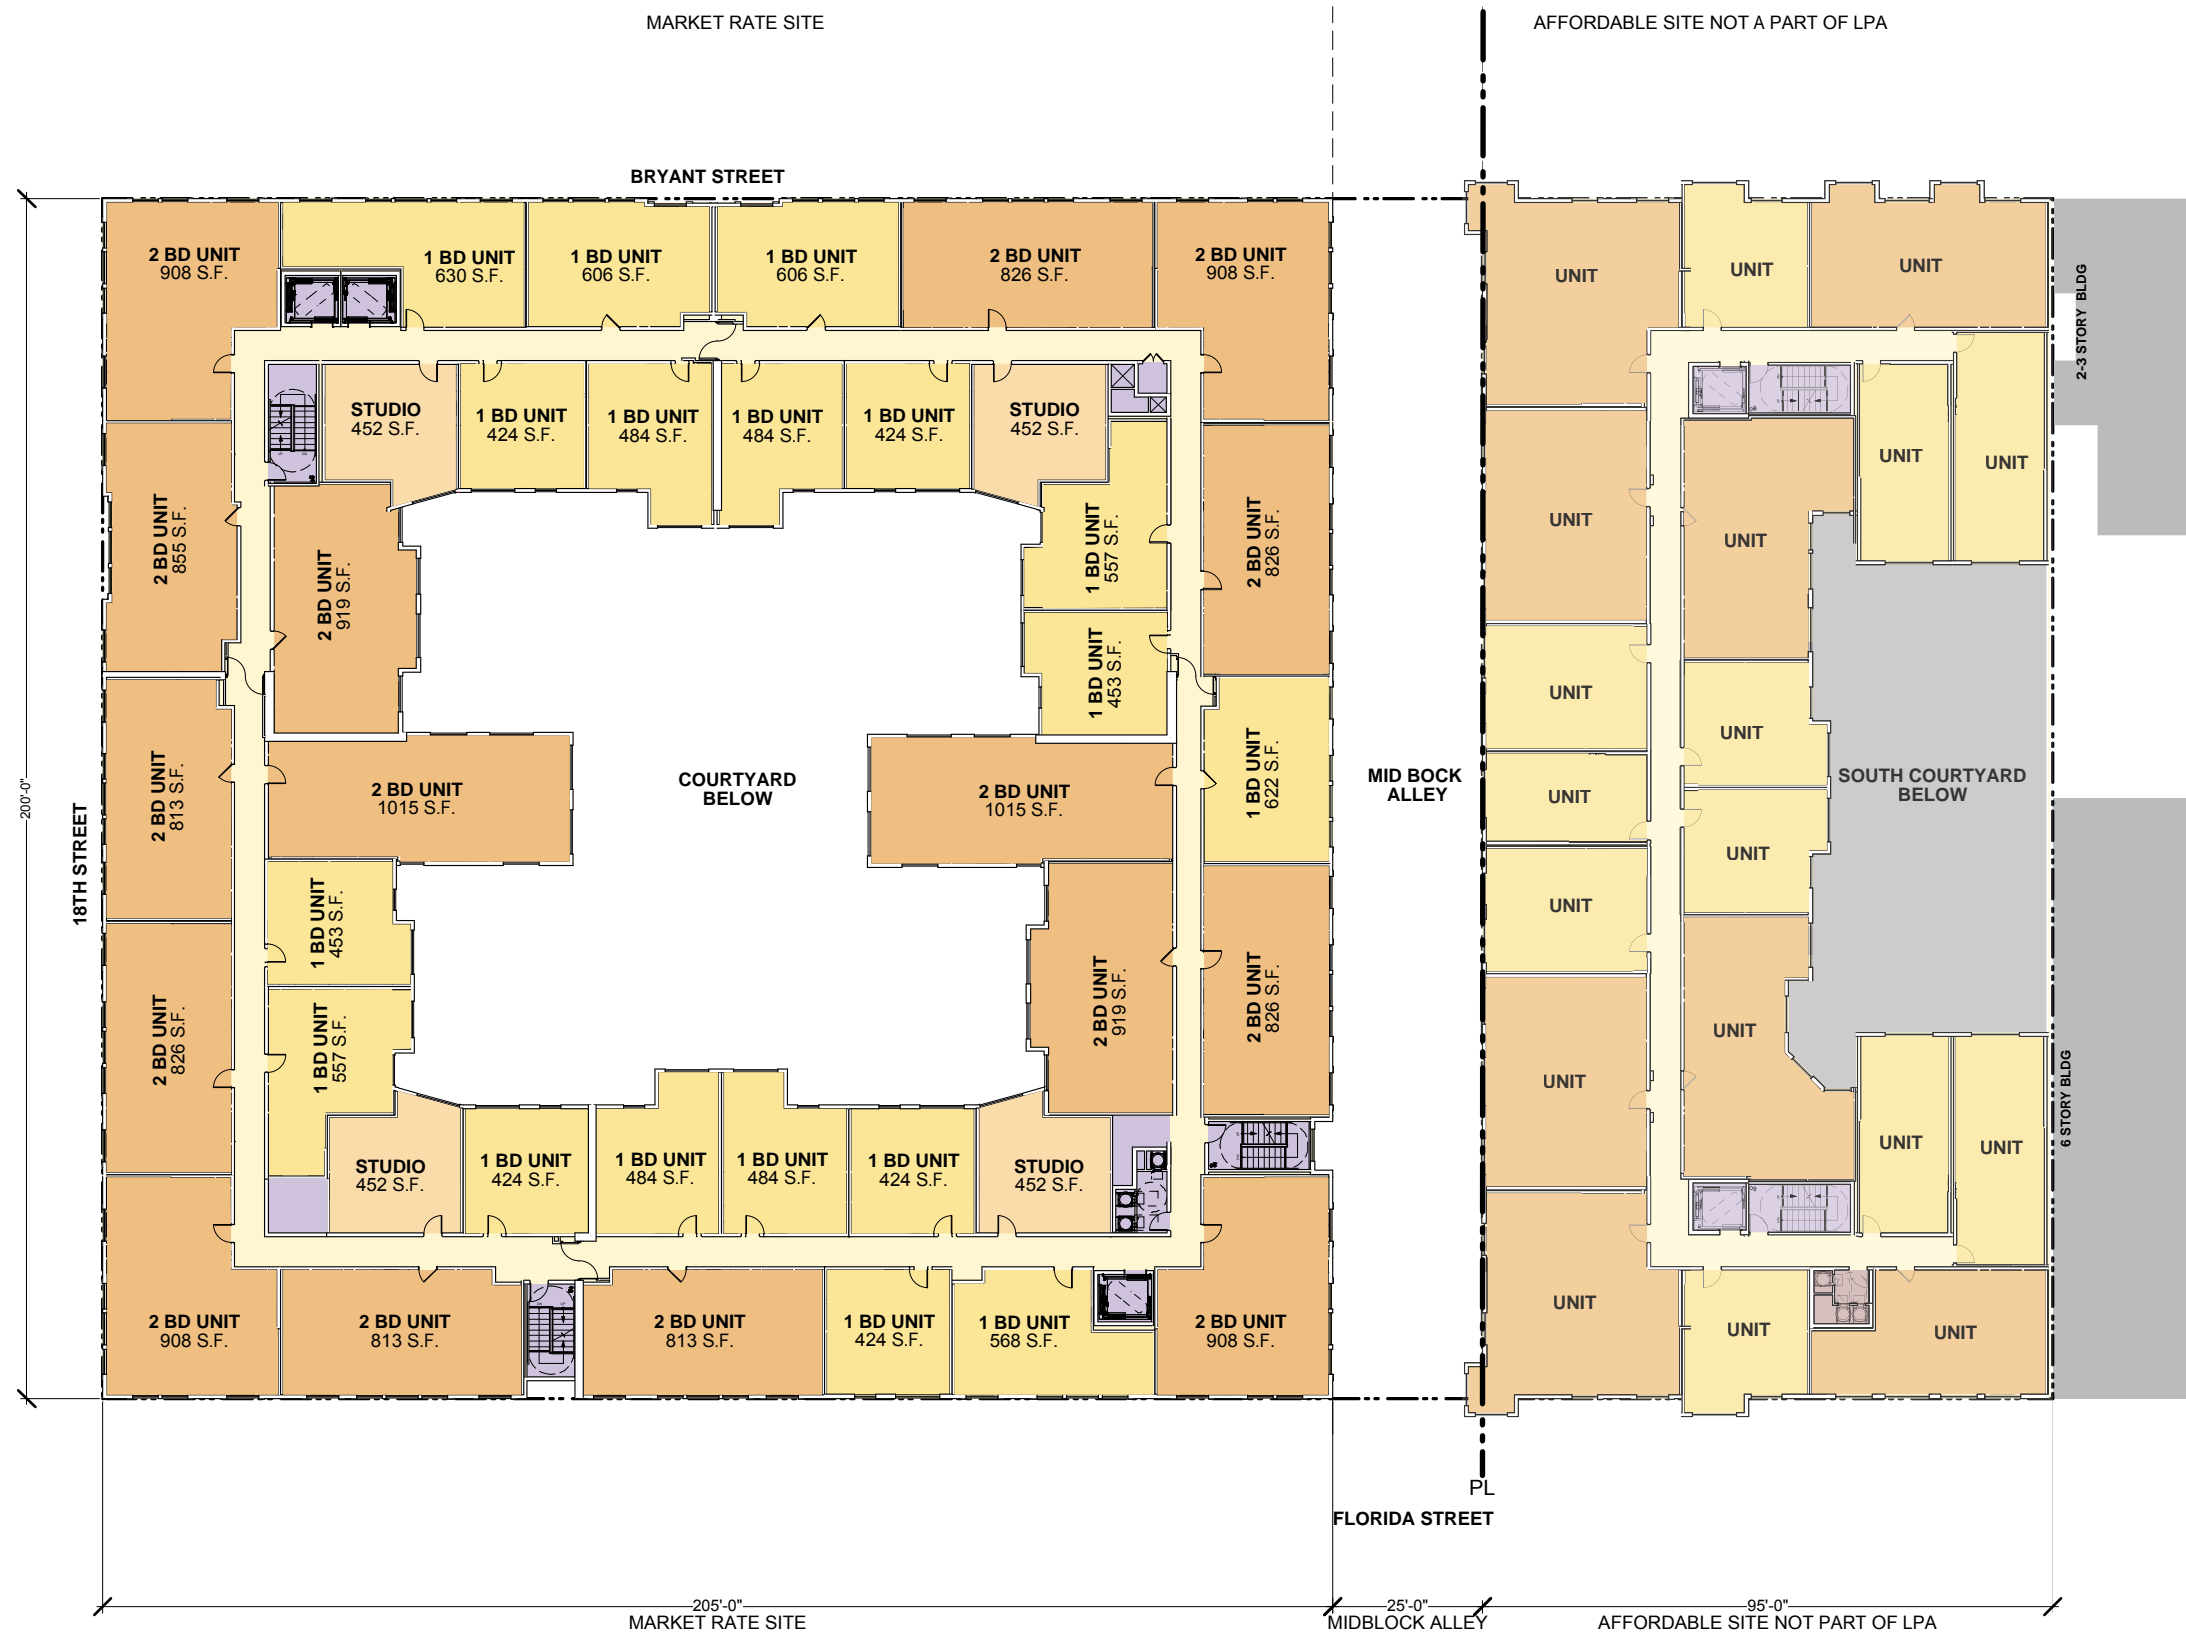 MARKET RATE SITE
AFFORDABLE SITE NOT A PART OF LPA
BRYANT STREET
2 BD UNIT
908 S.F.
1 BD UNIT
630 S.F.
1 BD UNIT
606 S.F.
1 BD UNIT
606 S.F.
2 BD UNIT
826 S.F.
2 BD UNIT
908 S.F.
UNIT
UNIT
UNIT
2-3 STORY BLDG
STUDIO
452 S.F.
1 BD UNIT
424 S.F.
1 BD UNIT
484 S.F.
1 BD UNIT
484 S.F.
1 BD UNIT
424 S.F.
STUDIO
452 S.F.
2 BD UNIT
855 S.F.
2 BD UNIT
919 S.F.
1 BD UNIT
557 S.F.
2 BD UNIT
826 S.F.
UNIT
UNIT
UNIT
UNIT
1 BD UNIT
453 S.F.
UNIT
UNIT
200'-0"
18TH STREET
2 BD UNIT
813 S.F.
2 BD UNIT
1015 S.F.
COURTYARD
BELOW
2 BD UNIT
1015 S.F.
1 BD UNIT
622 S.F.
MID BOCK
ALLEY
UNIT
SOUTH COURTYARD
BELOW
UNIT
UNIT
1 BD UNIT
453 S.F.
2 BD UNIT
826 S.F.
1 BD UNIT
557 S.F.
2 BD UNIT
919 S.F.
2 BD UNIT
826 S.F.
UNIT
UNIT
UNIT
UNIT
6 STORY BLDG
STUDIO
452 S.F.
1 BD UNIT
424 S.F.
1 BD UNIT
484 S.F.
1 BD UNIT
484 S.F.
1 BD UNIT
424 S.F.
STUDIO
452 S.F.
2 BD UNIT
908 S.F.
2 BD UNIT
813 S.F.
2 BD UNIT
813 S.F.
1 BD UNIT
424 S.F.
1 BD UNIT
568 S.F.
2 BD UNIT
908 S.F.
UNIT
UNIT
UNIT
PL
FLORIDA STREET
205'-0"
25'-0"
95'-0"
MARKET RATE SITE
MIDBLOCK ALLEY
AFFORDABLE SITE NOT PART OF LPA